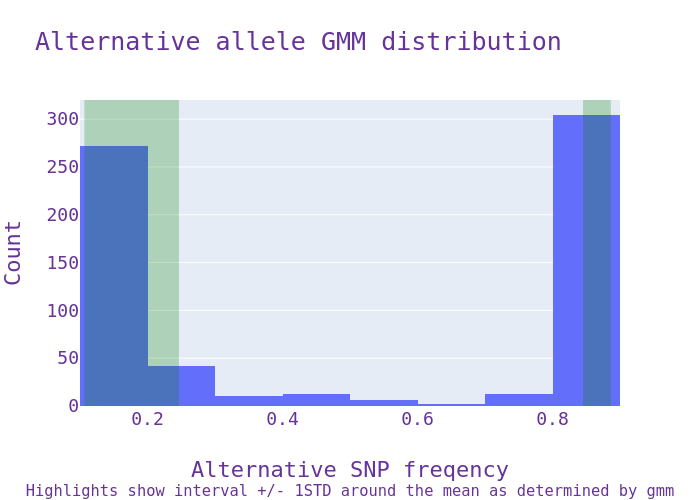 Alternative allele GMM distribution
300
250
200
150
100
50
0
Count
0.2
0.4
0.6
0.8
Alternative SNP freqency
Highlights show interval +/- 1STD around the mean as determined by gmm